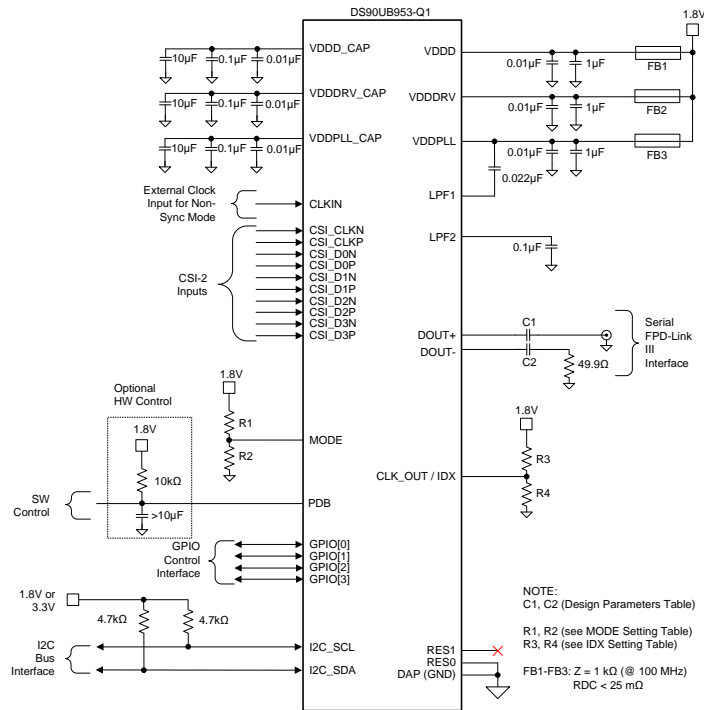 DS90UB953-Q1
1.8V
VDDD_CAP
10µF
0.1µF
0.01µF
VDDDRV_CAP
10µF
0.1µF
0.01µF
VDDPLL_CAP
10µF
0.1µF
0.01µF
VDDD
0.01µF
1µF
FB1
VDDDRV
0.01µF
1µF
FB2
VDDPLL
0.01µF
1µF
FB3
0.022µF
LPF1
LPF2
0.1µF
External Clock
Input for Non-
Sync Mode
CLKIN
CSI-2
Inputs
CSI_CLKN
CSI_CLKP
CSI_D0N
CSI_D0P
CSI_D1N
CSI_D1P
CSI_D2N
CSI_D2P
CSI_D3N
CSI_D3P
DOUT+
DOUT-
C1
C2
49.9Ω
Serial
FPD-Link
III
Interface
Optional
HW Control
1.8V
10kΩ
>10µF
SW
Control
PDB
1.8V
R1
R2
MODE
1.8V
R3
R4
CLK_OUT / IDX
GPIO
Control
Interface
GPIO[0]
GPIO[1]
GPIO[2]
GPIO[3]
1.8V or
3.3V
4.7kΩ
4.7kΩ
I2C
Bus
Interface
I2C_SCL
I2C_SDA
RES1
RES0
DAP (GND)
NOTE:
C1, C2 (Design Parameters Table)
R1, R2 (see MODE Setting Table)
R3, R4 (see IDX Setting Table)
FB1-FB3: Z = 1 kΩ (@ 100 MHz)
RDC < 25 mΩ